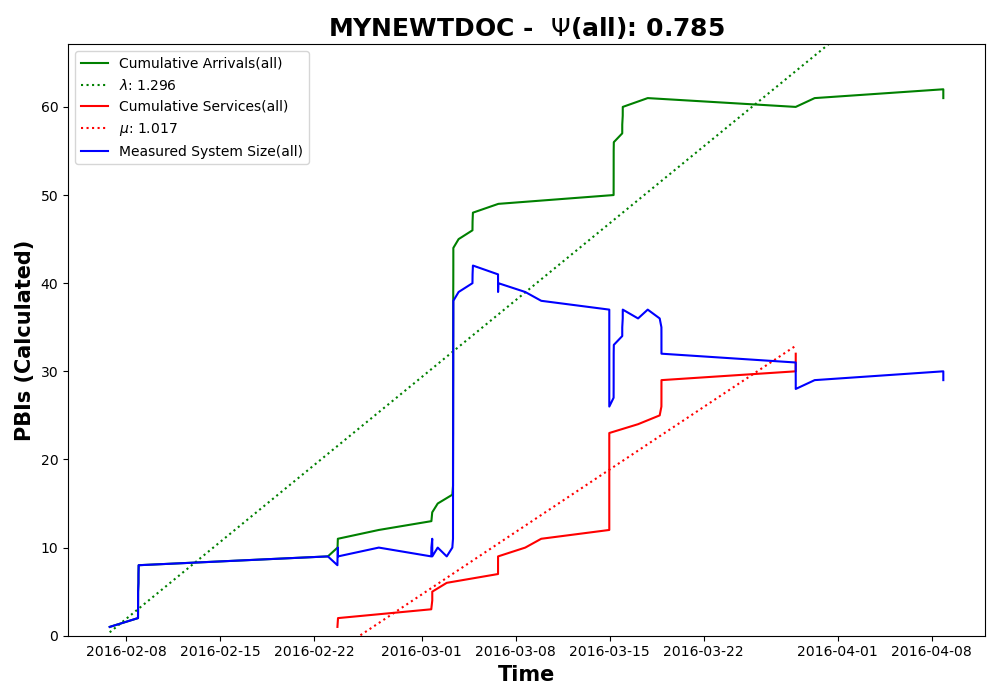 MYNEWTDOC - Ψ(all): 0.785
Cumulative Arrivals(all)
λ: 1.296
Cumulative Services(all)
μ: 1.017
Measured System Size(all)
PBIs (Calculated)
60
50
40
30
20
10
0
2016-02-08 2016-02-15 2016-02-22 2016-03-01 2016-03-08 2016-03-15 2016-03-22 2016-04-01 2016-04-08
Time